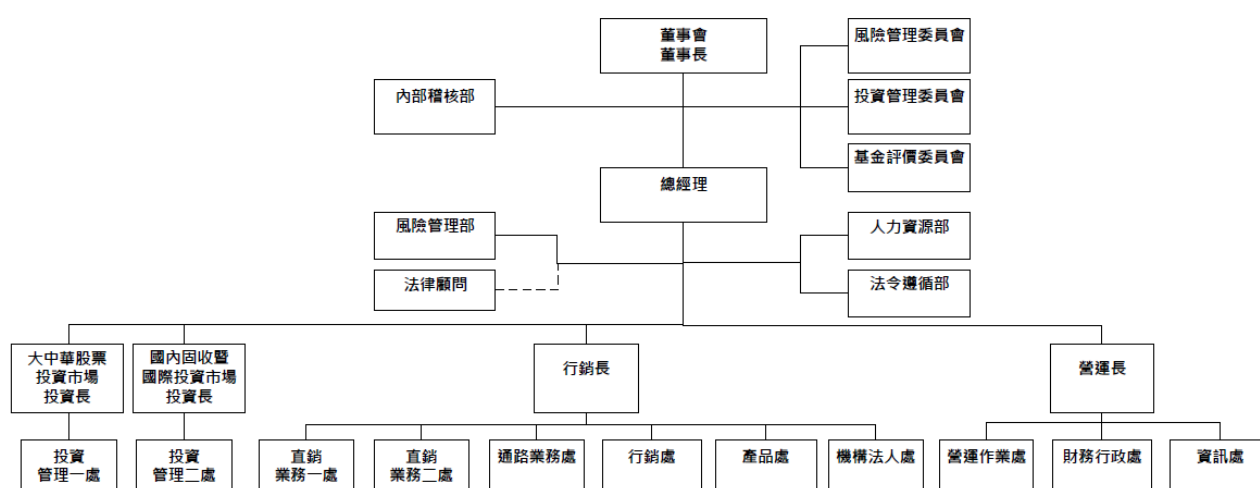 董事會
董事長
風險管理委員會
內部稽核部
投資管理委員會
基金評價委員會
總經理
風險管理部
人力資源部
法律顧問
法令遵循部
大中華股票
投資市場
投資長
國內固收暨
國際投資市場
投資長
行銷長
營運長
投資
管理一處
投資
管理二處
直銷
業務一處
直銷
業務二處
通路業務處
行銷處
產品處
機構法人處
營運作業處
財務行政處
資訊處